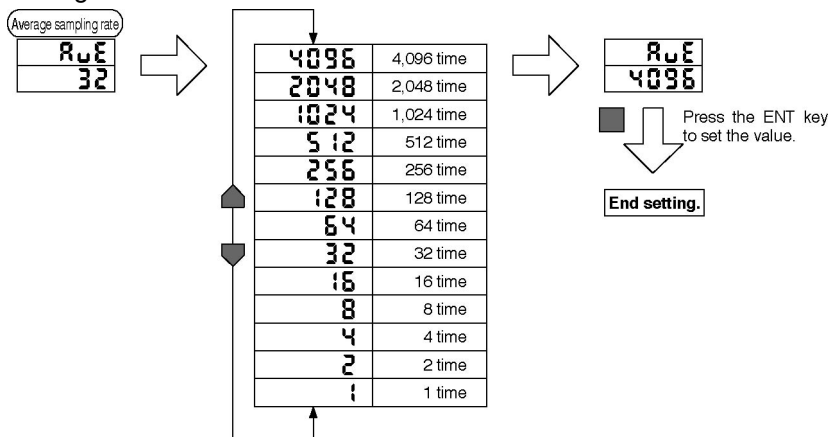 Average sampling rate
AvE
32
4096 4,096 time
2048 2,048 time
1024 1,024 time
512 512 time
256 256 time
128 128 time
64 64 time
32 32 time
16 16 time
8 8 time
4 4 time
2 2 time
1 1 time
AvE
4096
Press the ENT key
to set the value.
End setting.